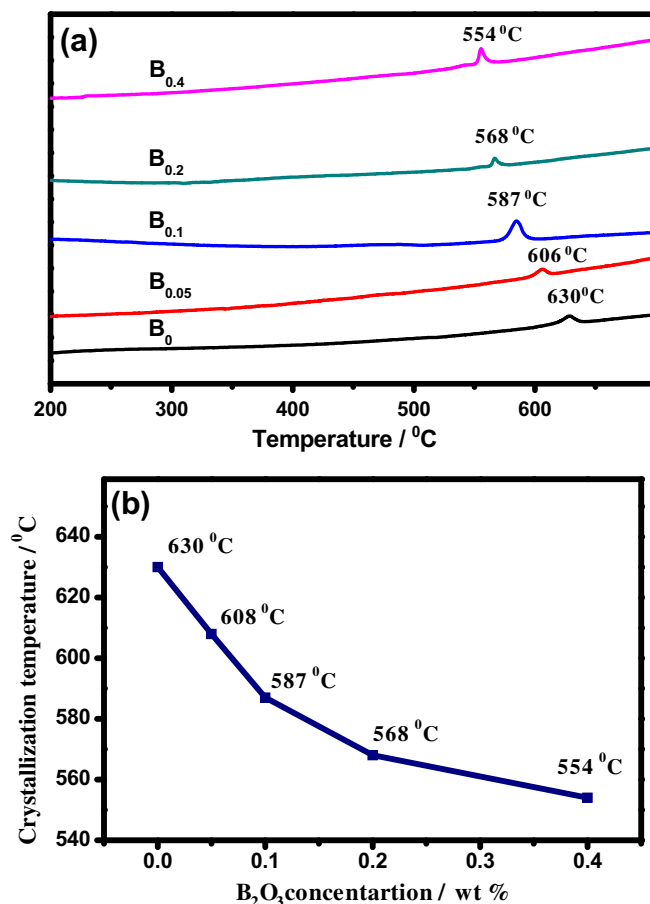 (a)
554 ⁰C
B₀.₄
568 ⁰C
B₀.₂
587 ⁰C
B₀.₁
606 ⁰C
B₀.₀₅
630⁰C
B₀
200 300 400 500 600
Temperature / ⁰C
(b)
Crystallization temperature / ⁰C
640
620
600
580
560
540
630 ⁰C
608 ⁰C
587 ⁰C
568 ⁰C
554 ⁰C
0.0 0.1 0.2 0.3 0.4
B₂O₃concentartion / wt %